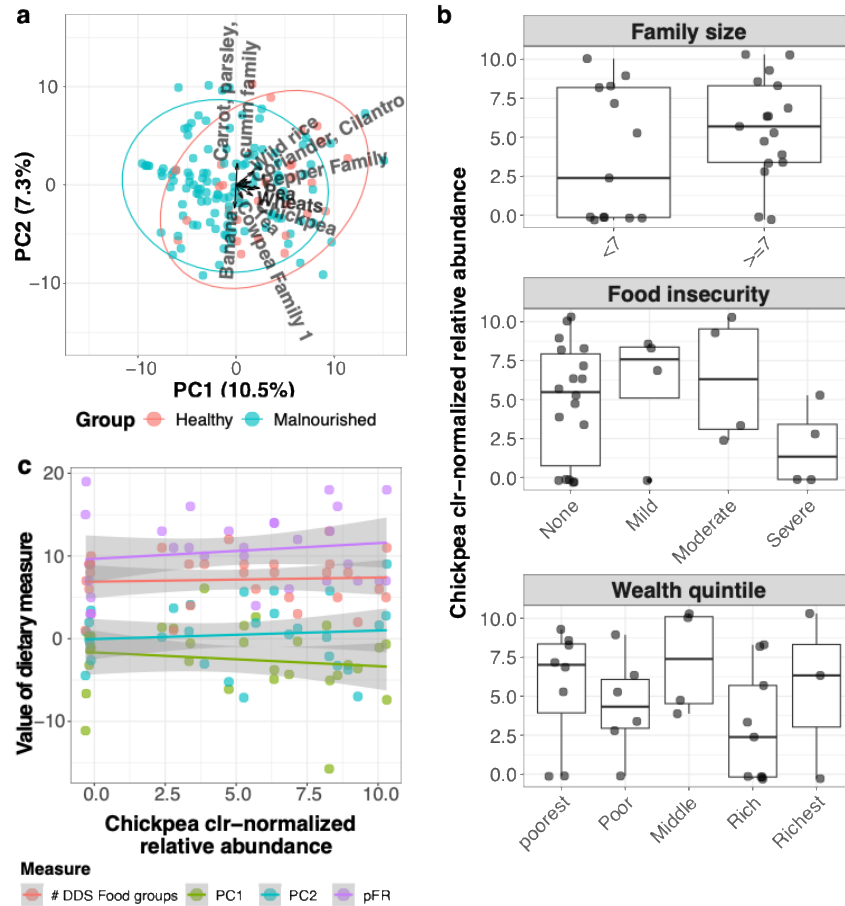 a
PC2 (7.3%)
10
0
−10
Carrot, parsley,
cumin family
Wild rice
riander, Cilantro
Pepper Family
Pea
Wheats
Chickpea
Tea
Banana
Cowpea Family 1
−10
0
10
PC1 (10.5%)
Group
Healthy
Malnourished
b
Chickpea clr−normalized relative abundance
Family size
10.0
7.5
5.0
2.5
0.0
<7
>=7
Food insecurity
10.0
7.5
5.0
2.5
0.0
None
Mild
Moderate
Severe
Wealth quintile
10.0
7.5
5.0
2.5
0.0
poorest
Poor
Middle
Rich
Richest
c
Value of dietary measure
20
10
0
−10
0.0
2.5
5.0
7.5
10.0
Chickpea clr−normalized
relative abundance
Measure
# DDS Food groups
PC1
PC2
pFR